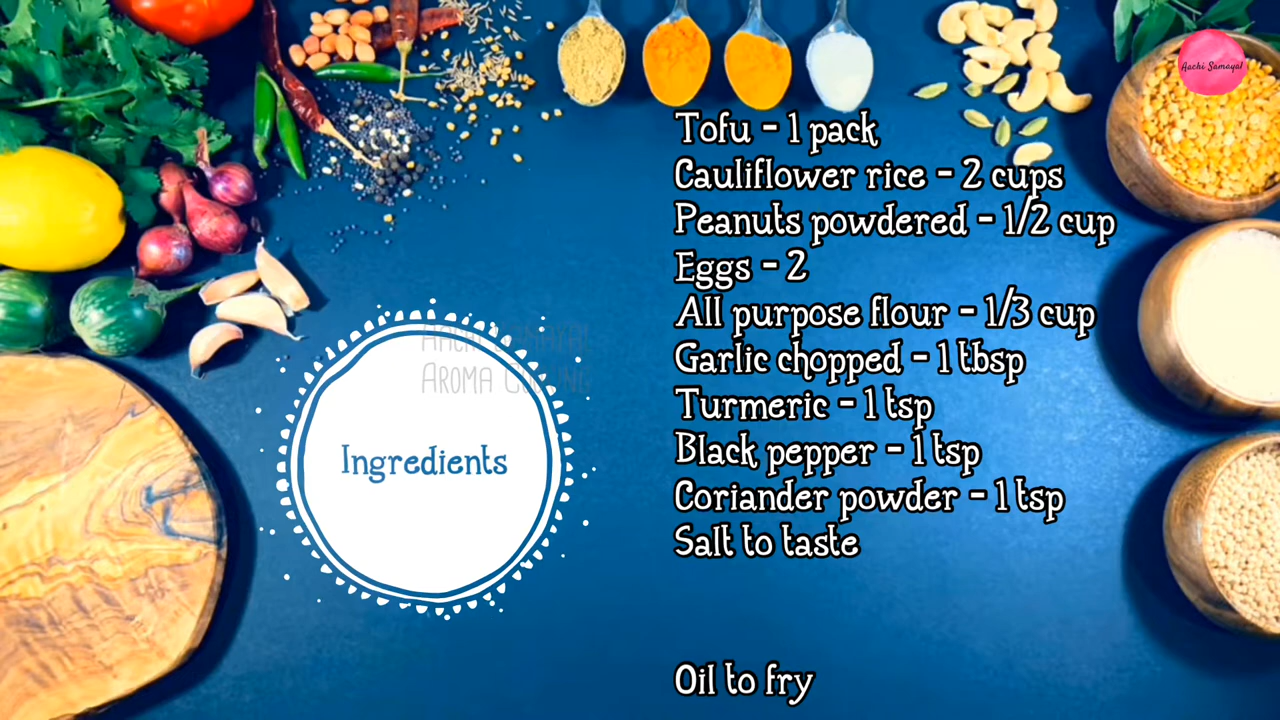 Aachi Samayal
Tofu - 1 pack
Cauliflower rice - 2 cups
Peanuts powdered - 1/2 cup
Eggs - 2
All purpose flour - 1/3 cup
Garlic chopped - 1 tbsp
Turmeric - 1 tsp
Black pepper - 1 tsp
Coriander powder - 1 tsp
Salt to taste
Oil to fry
Ingredients